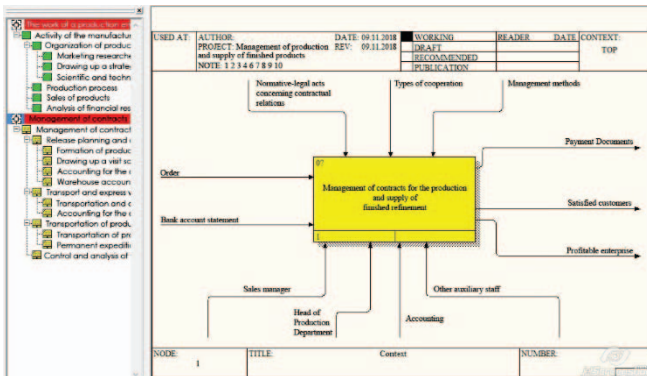 The work of a production en
Activity of the manufactur
Organization of produc
Marketing researche
Drawing up a strate
Scientific and techn
Production process
Sales of products
Analysis of financial res
Management of contracts
Management of contract
Release planning and
Formation of produc
Drawing up a visit sc
Accounting for the
Warehouse accoun
Transport and express v
Transportation and
Accounting for the
Transportation of produ
Transportation of pr
Permanent expediti
Control and analysis of
USED AT: AUTHOR: DATE: 09.11.2018 WORKING READER DATE CONTEXT:
PROJECT: Management of production REV: 09.11.2018 DRAFT TOP
and supply of finished products RECOMMENDED
NOTE: 1 2 3 4 6 7 8 9 10 PUBLICATION
Normative-legal acts
concerning contractual
relations
Types of cooperation
Management methods
Payment Documents
07
Order
Management of contracts for the production
and supply of
finished refinement
Satisfied customers
Bank account statement
1
Profitable enterprise
Sales manager
Other auxiliary staff
Head of
Production
Department
Accounting
NODE: TITLE: Context NUMBER:
1